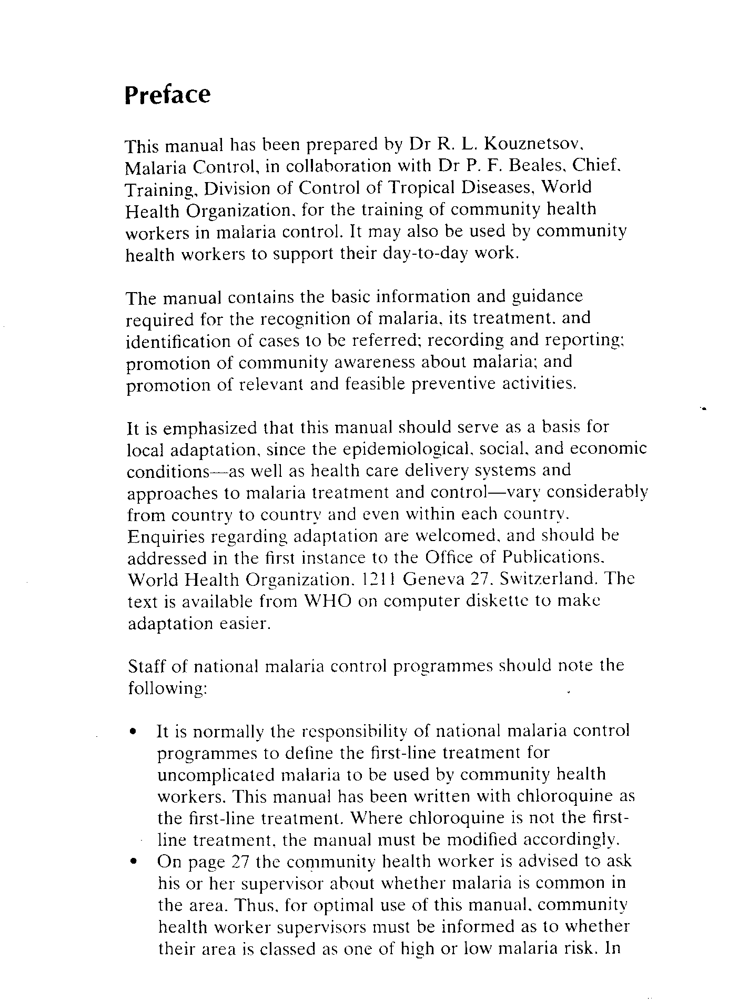 Preface
This manual has been prepared by Dr R. L. Kouznetsov,
Malaria Control, in collaboration with Dr P. F. Beales, Chief,
Training, Division of Control of Tropical Diseases, World
Health Organization, for the training of community health
workers in malaria control. It may also be used by community
health workers to support their day-to-day work.
The manual contains the basic information and guidance
required for the recognition of malaria, its treatment, and
identification of cases to be referred; recording and reporting;
promotion of community awareness about malaria; and
promotion of relevant and feasible preventive activities.
It is emphasized that this manual should serve as a basis for
local adaptation, since the epidemiological, social, and economic
conditions—as well as health care delivery systems and
approaches to malaria treatment and control—vary considerably
from country to country and even within each country.
Enquiries regarding adaptation are welcomed, and should be
addressed in the first instance to the Office of Publications,
World Health Organization, 1211 Geneva 27, Switzerland. The
text is available from WHO on computer diskette to make
adaptation easier.
Staff of national malaria control programmes should note the
following:
• It is normally the responsibility of national malaria control
programmes to define the first-line treatment for
uncomplicated malaria to be used by community health
workers. This manual has been written with chloroquine as
the first-line treatment. Where chloroquine is not the first-
line treatment, the manual must be modified accordingly.
• On page 27 the community health worker is advised to ask
his or her supervisor about whether malaria is common in
the area. Thus, for optimal use of this manual, community
health worker supervisors must be informed as to whether
their area is classed as one of high or low malaria risk. In